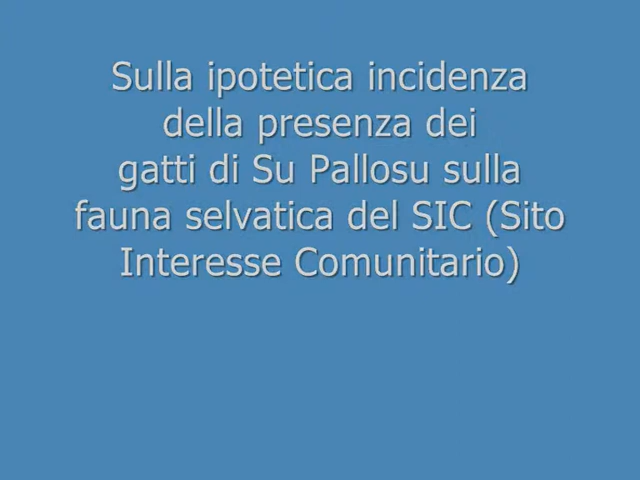 Sulla ipotetica incidenza
della presenza dei
gatti di Su Pallosu sulla
fauna selvatica del SIC (Sito
Interesse Comunitario)